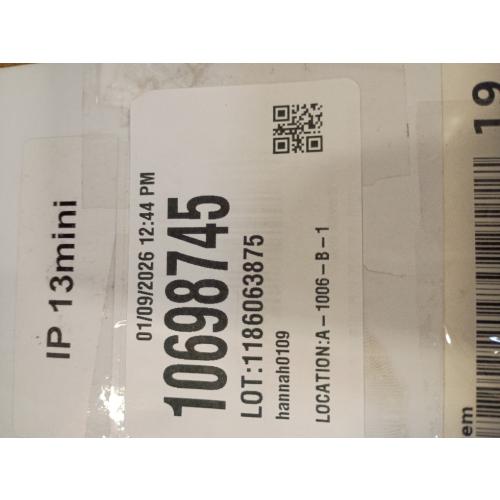 IP 13mini
01/09/2026 12:44 PM
10698745
LOT:1186063875
hannah0109
LOCATION:A-1006-B-1
19
em